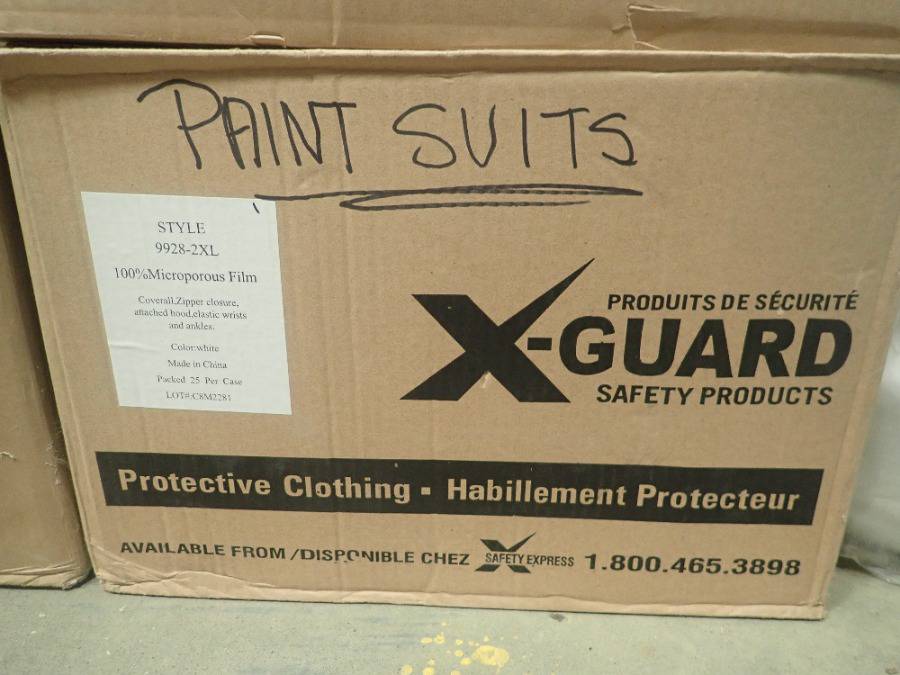 PAINT SUITS
STYLE
9928-2XL
100%Microporous Film
Coverall,Zipper closure,
attached hood,elastic wrists
and ankles.
Color:white
Made in China
Packed 25 Per Case
LOT#:C8M2281
PRODUITS DE SÉCURITÉ
X-GUARD
SAFETY PRODUCTS
Protective Clothing ▪ Habillement Protecteur
AVAILABLE FROM / DISPONIBLE CHEZ X SAFETY EXPRESS 1.800.465.3898